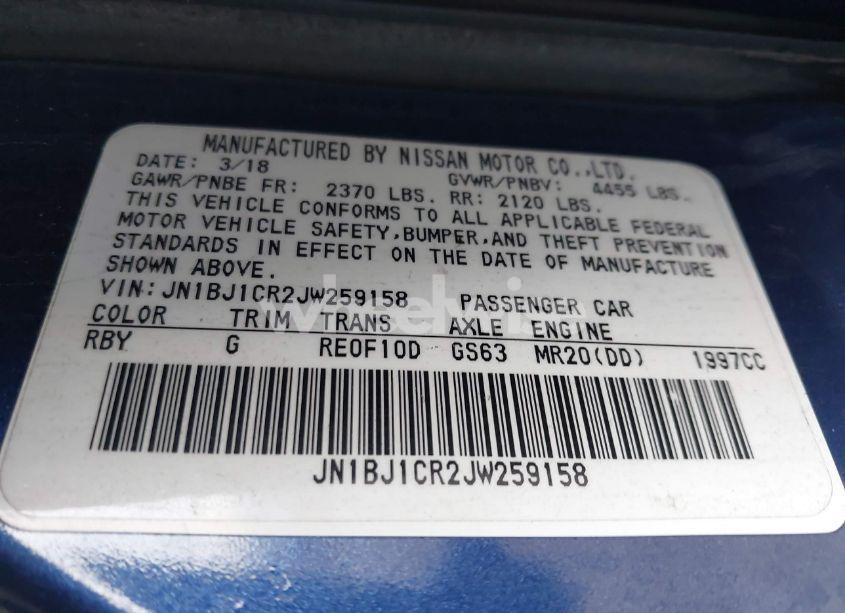 MANUFACTURED BY NISSAN MOTOR CO.,LTD.
DATE: 3/18 GVWR/PNBV: 4455 LBS.
GAWR/PNBE FR: 2370 LBS. RR: 2120 LBS.
THIS VEHICLE CONFORMS TO ALL APPLICABLE FEDERAL
MOTOR VEHICLE SAFETY,BUMPER,AND THEFT PREVENTION
STANDARDS IN EFFECT ON THE DATE OF MANUFACTURE
SHOWN ABOVE.
VIN:JN1BJ1CR2JW259158 PASSENGER CAR
COLOR TRIM TRANS AXLE ENGINE
RBY G RE0F10D GS63 MR20(DD) 1997CC
JN1BJ1CR2JW259158